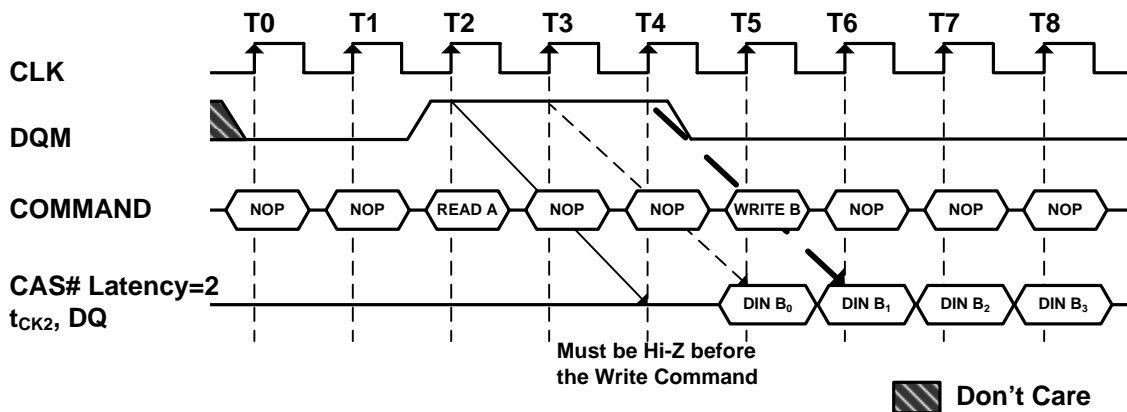 T0 T1 T2 T3 T4 T5 T6 T7 T8
CLK
DQM
COMMAND NOP NOP READ A NOP NOP WRITE B NOP NOP NOP
CAS# Latency=2
tCK2, DQ DIN B0 DIN B1 DIN B2 DIN B3
Must be Hi-Z before
the Write Command
Don't Care